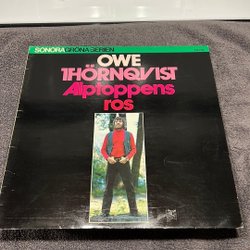 SONORA GRÖNA SERIEN
OWE
THÖRNQVIST
Alptoppens
ros